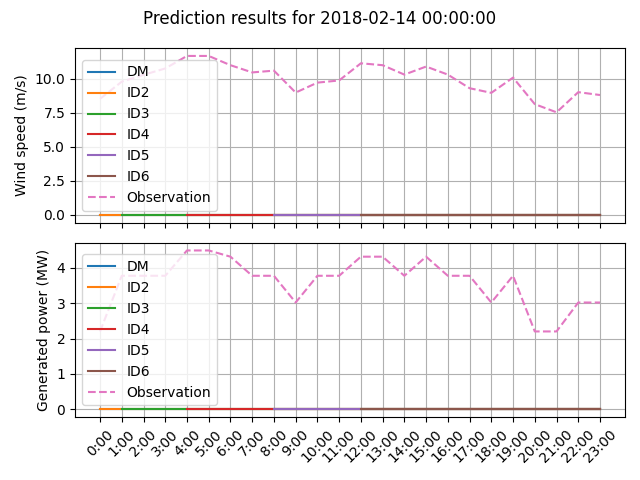 Prediction results for 2018-02-14 00:00:00
Wind speed (m/s)
10.0
7.5
5.0
2.5
0.0
DM
ID2
ID3
ID4
ID5
ID6
Observation
Generated power (MW)
4
3
2
1
0
DM
ID2
ID3
ID4
ID5
ID6
Observation
0:00 1:00 2:00 3:00 4:00 5:00 6:00 7:00 8:00 9:00 10:00 11:00 12:00 13:00 14:00 15:00 16:00 17:00 18:00 19:00 20:00 21:00 22:00 23:00